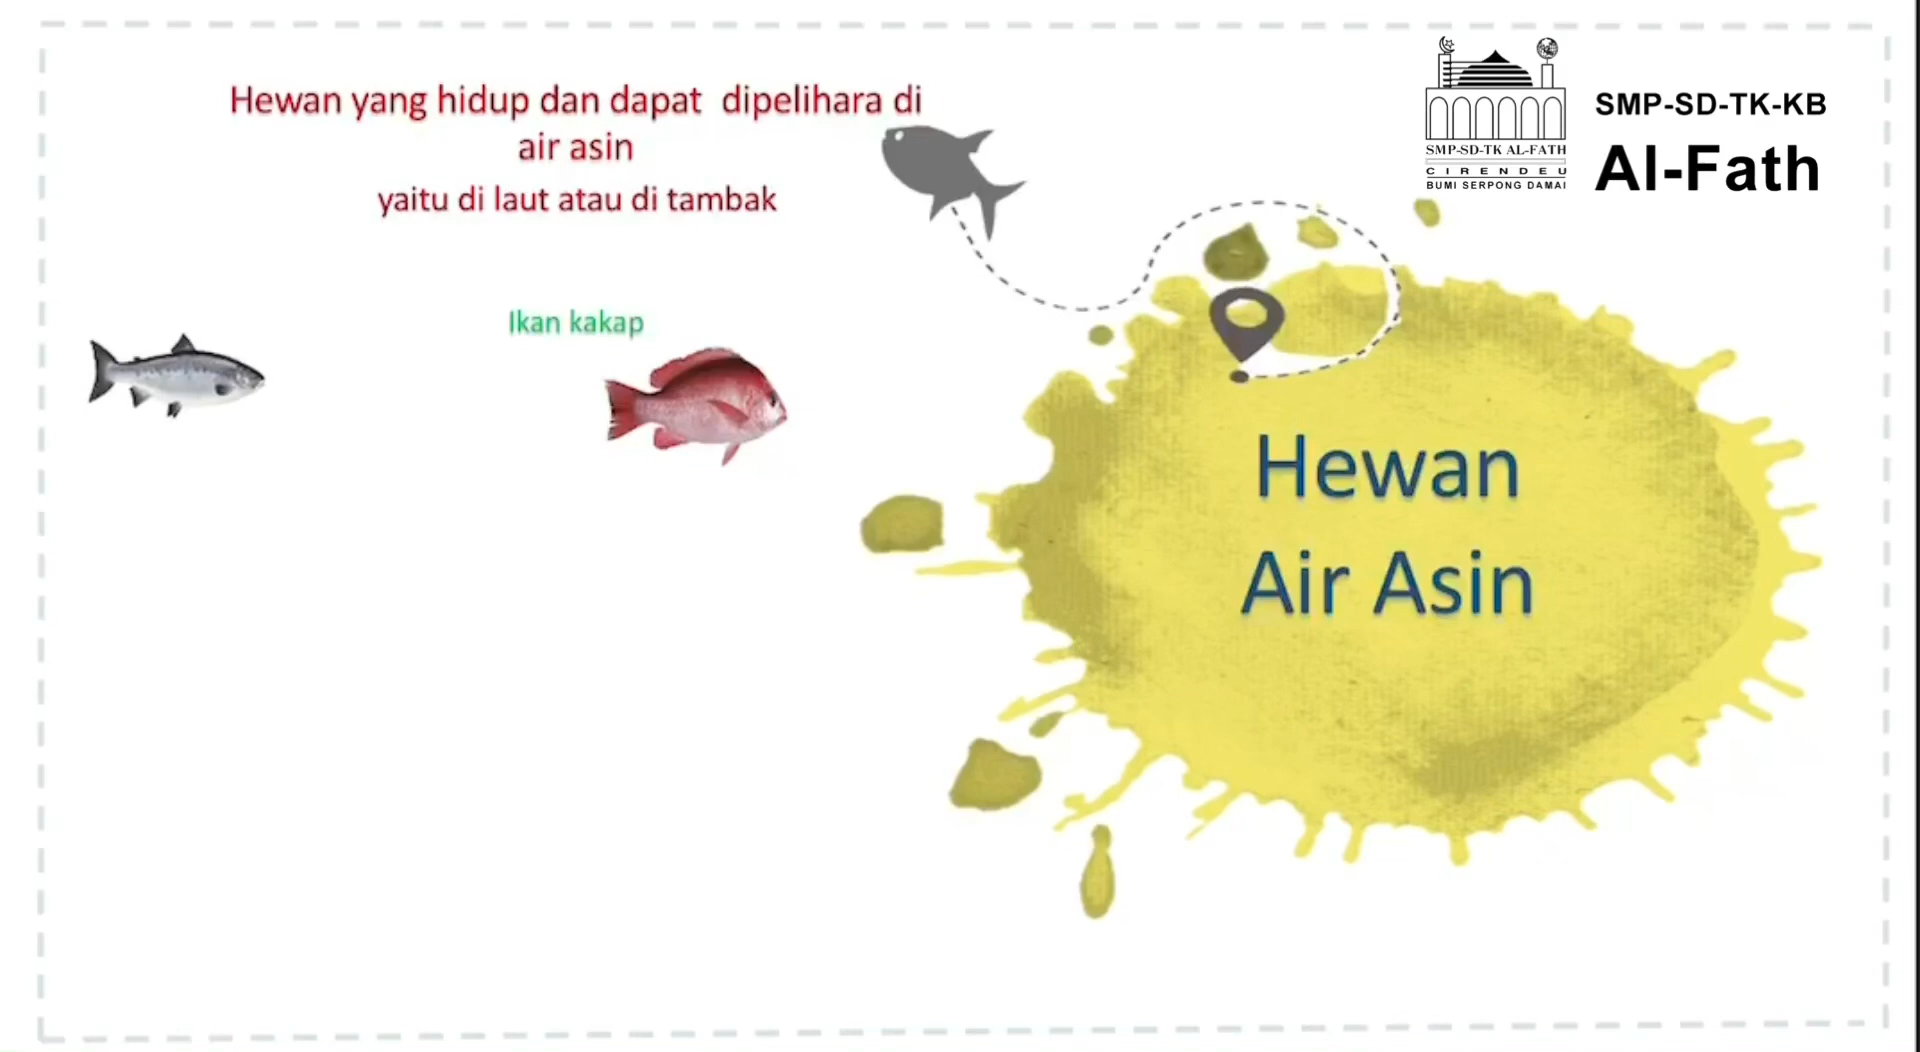 Hewan yang hidup dan dapat dipelihara di
air asin
yaitu di laut atau di tambak
SMP-SD-TK AL-FATH
CIRENDEU
BUMI SERPONG DAMAI
SMP-SD-TK-KB
Al-Fath
Ikan kakap
Hewan
Air Asin